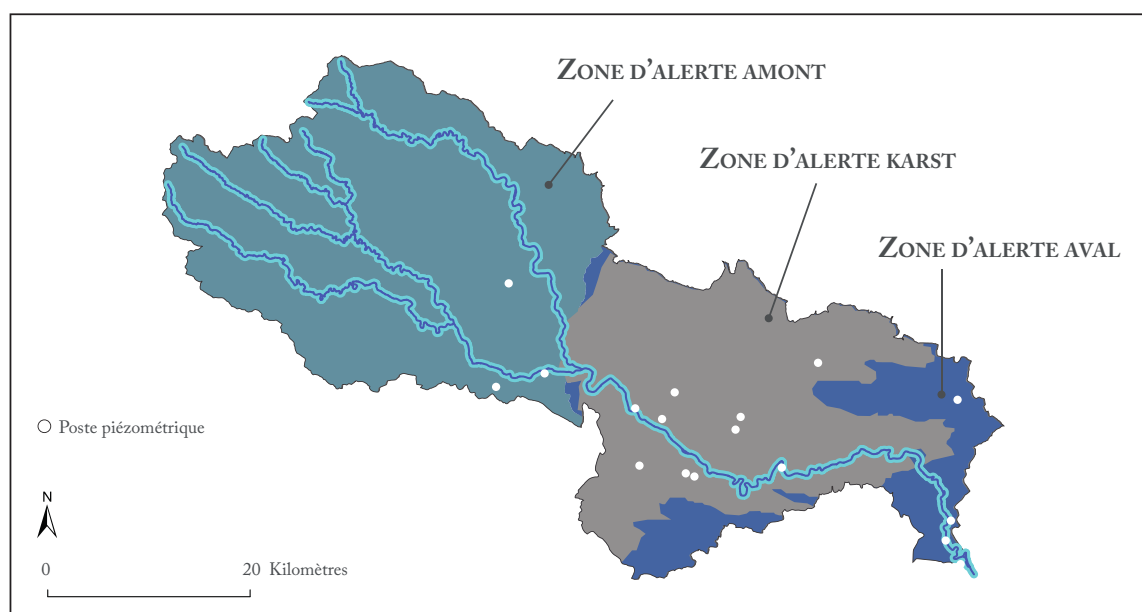 ZONE D'ALERTE AMONT
ZONE D'ALERTE KARST
ZONE D'ALERTE AVAL
Poste piézométrique
N
0 20 Kilomètres